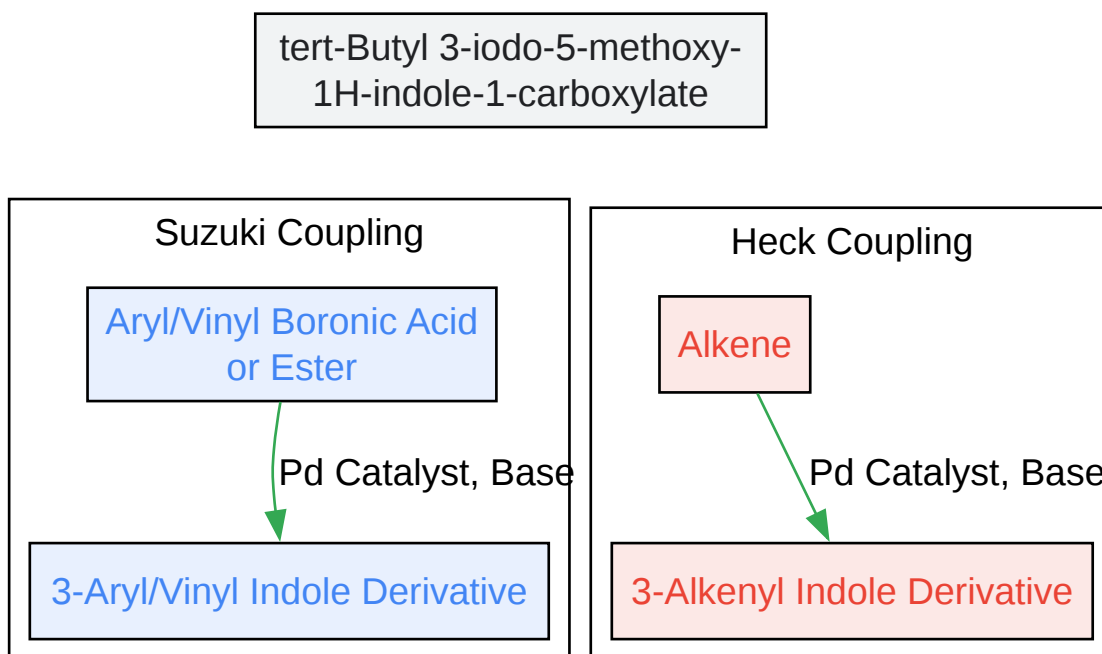 tert-Butyl 3-iodo-5-methoxy-
1H-indole-1-carboxylate
Suzuki Coupling
Aryl/Vinyl Boronic Acid
or Ester
Pd Catalyst, Base
3-Aryl/Vinyl Indole Derivative
Heck Coupling
Alkene
Pd Catalyst, Base
3-Alkenyl Indole Derivative